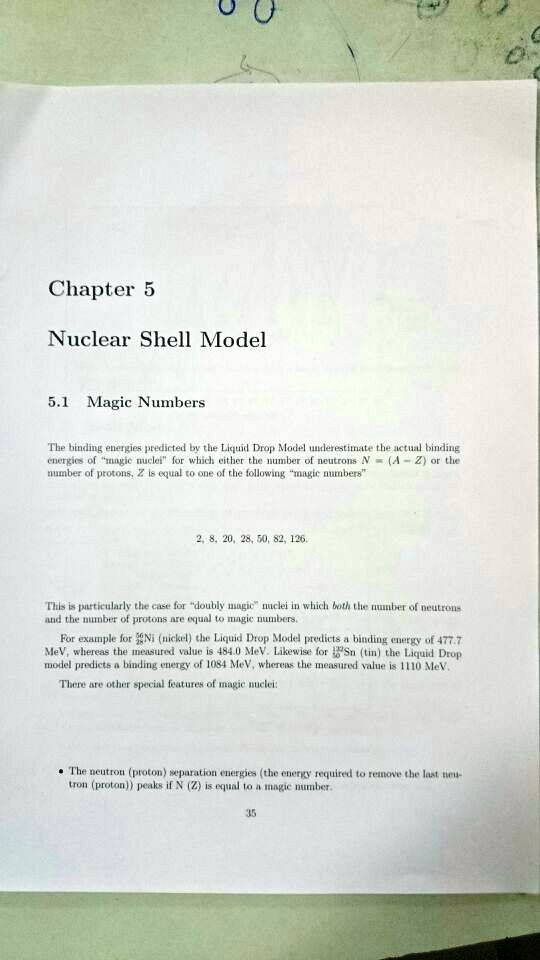 Chapter 5
Nuclear Shell Model
5.1 Magic Numbers
The binding energies predicted by the Liquid Drop Model underestimate the actual binding
energies of “magic nuclei” for which either the number of neutrons N = (A − Z) or the
number of protons, Z is equal to one of the following “magic numbers”
2, 8, 20, 28, 50, 82, 126.
This is particularly the case for “doubly magic” nuclei in which both the number of neutrons
and the number of protons are equal to magic numbers.
For example for ⁵⁶₂₈Ni (nickel) the Liquid Drop Model predicts a binding energy of 477.7
MeV, whereas the measured value is 484.0 MeV. Likewise for ¹³²₅₀Sn (tin) the Liquid Drop
model predicts a binding energy of 1084 MeV, whereas the measured value is 1110 MeV.
There are other special features of magic nuclei:
• The neutron (proton) separation energies (the energy required to remove the last neu-
tron (proton)) peaks if N (Z) is equal to a magic number.
35